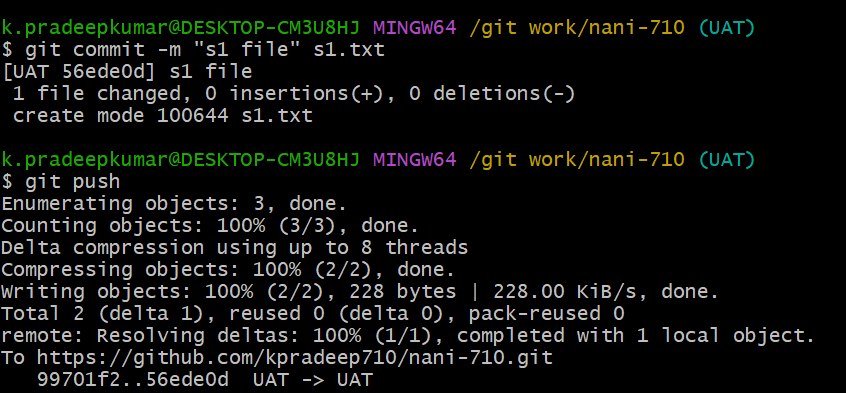 k.pradeepkumar@DESKTOP-CM3U8HJ MINGW64 /git work/nani-710 (UAT)
$ git commit -m "s1 file" s1.txt
[UAT 56ede0d] s1 file
 1 file changed, 0 insertions(+), 0 deletions(-)
 create mode 100644 s1.txt
k.pradeepkumar@DESKTOP-CM3U8HJ MINGW64 /git work/nani-710 (UAT)
$ git push
Enumerating objects: 3, done.
Counting objects: 100% (3/3), done.
Delta compression using up to 8 threads
Compressing objects: 100% (2/2), done.
Writing objects: 100% (2/2), 228 bytes | 228.00 KiB/s, done.
Total 2 (delta 1), reused 0 (delta 0), pack-reused 0
remote: Resolving deltas: 100% (1/1), completed with 1 local object.
To https://github.com/kpradeep710/nani-710.git
   99701f2..56ede0d  UAT -> UAT